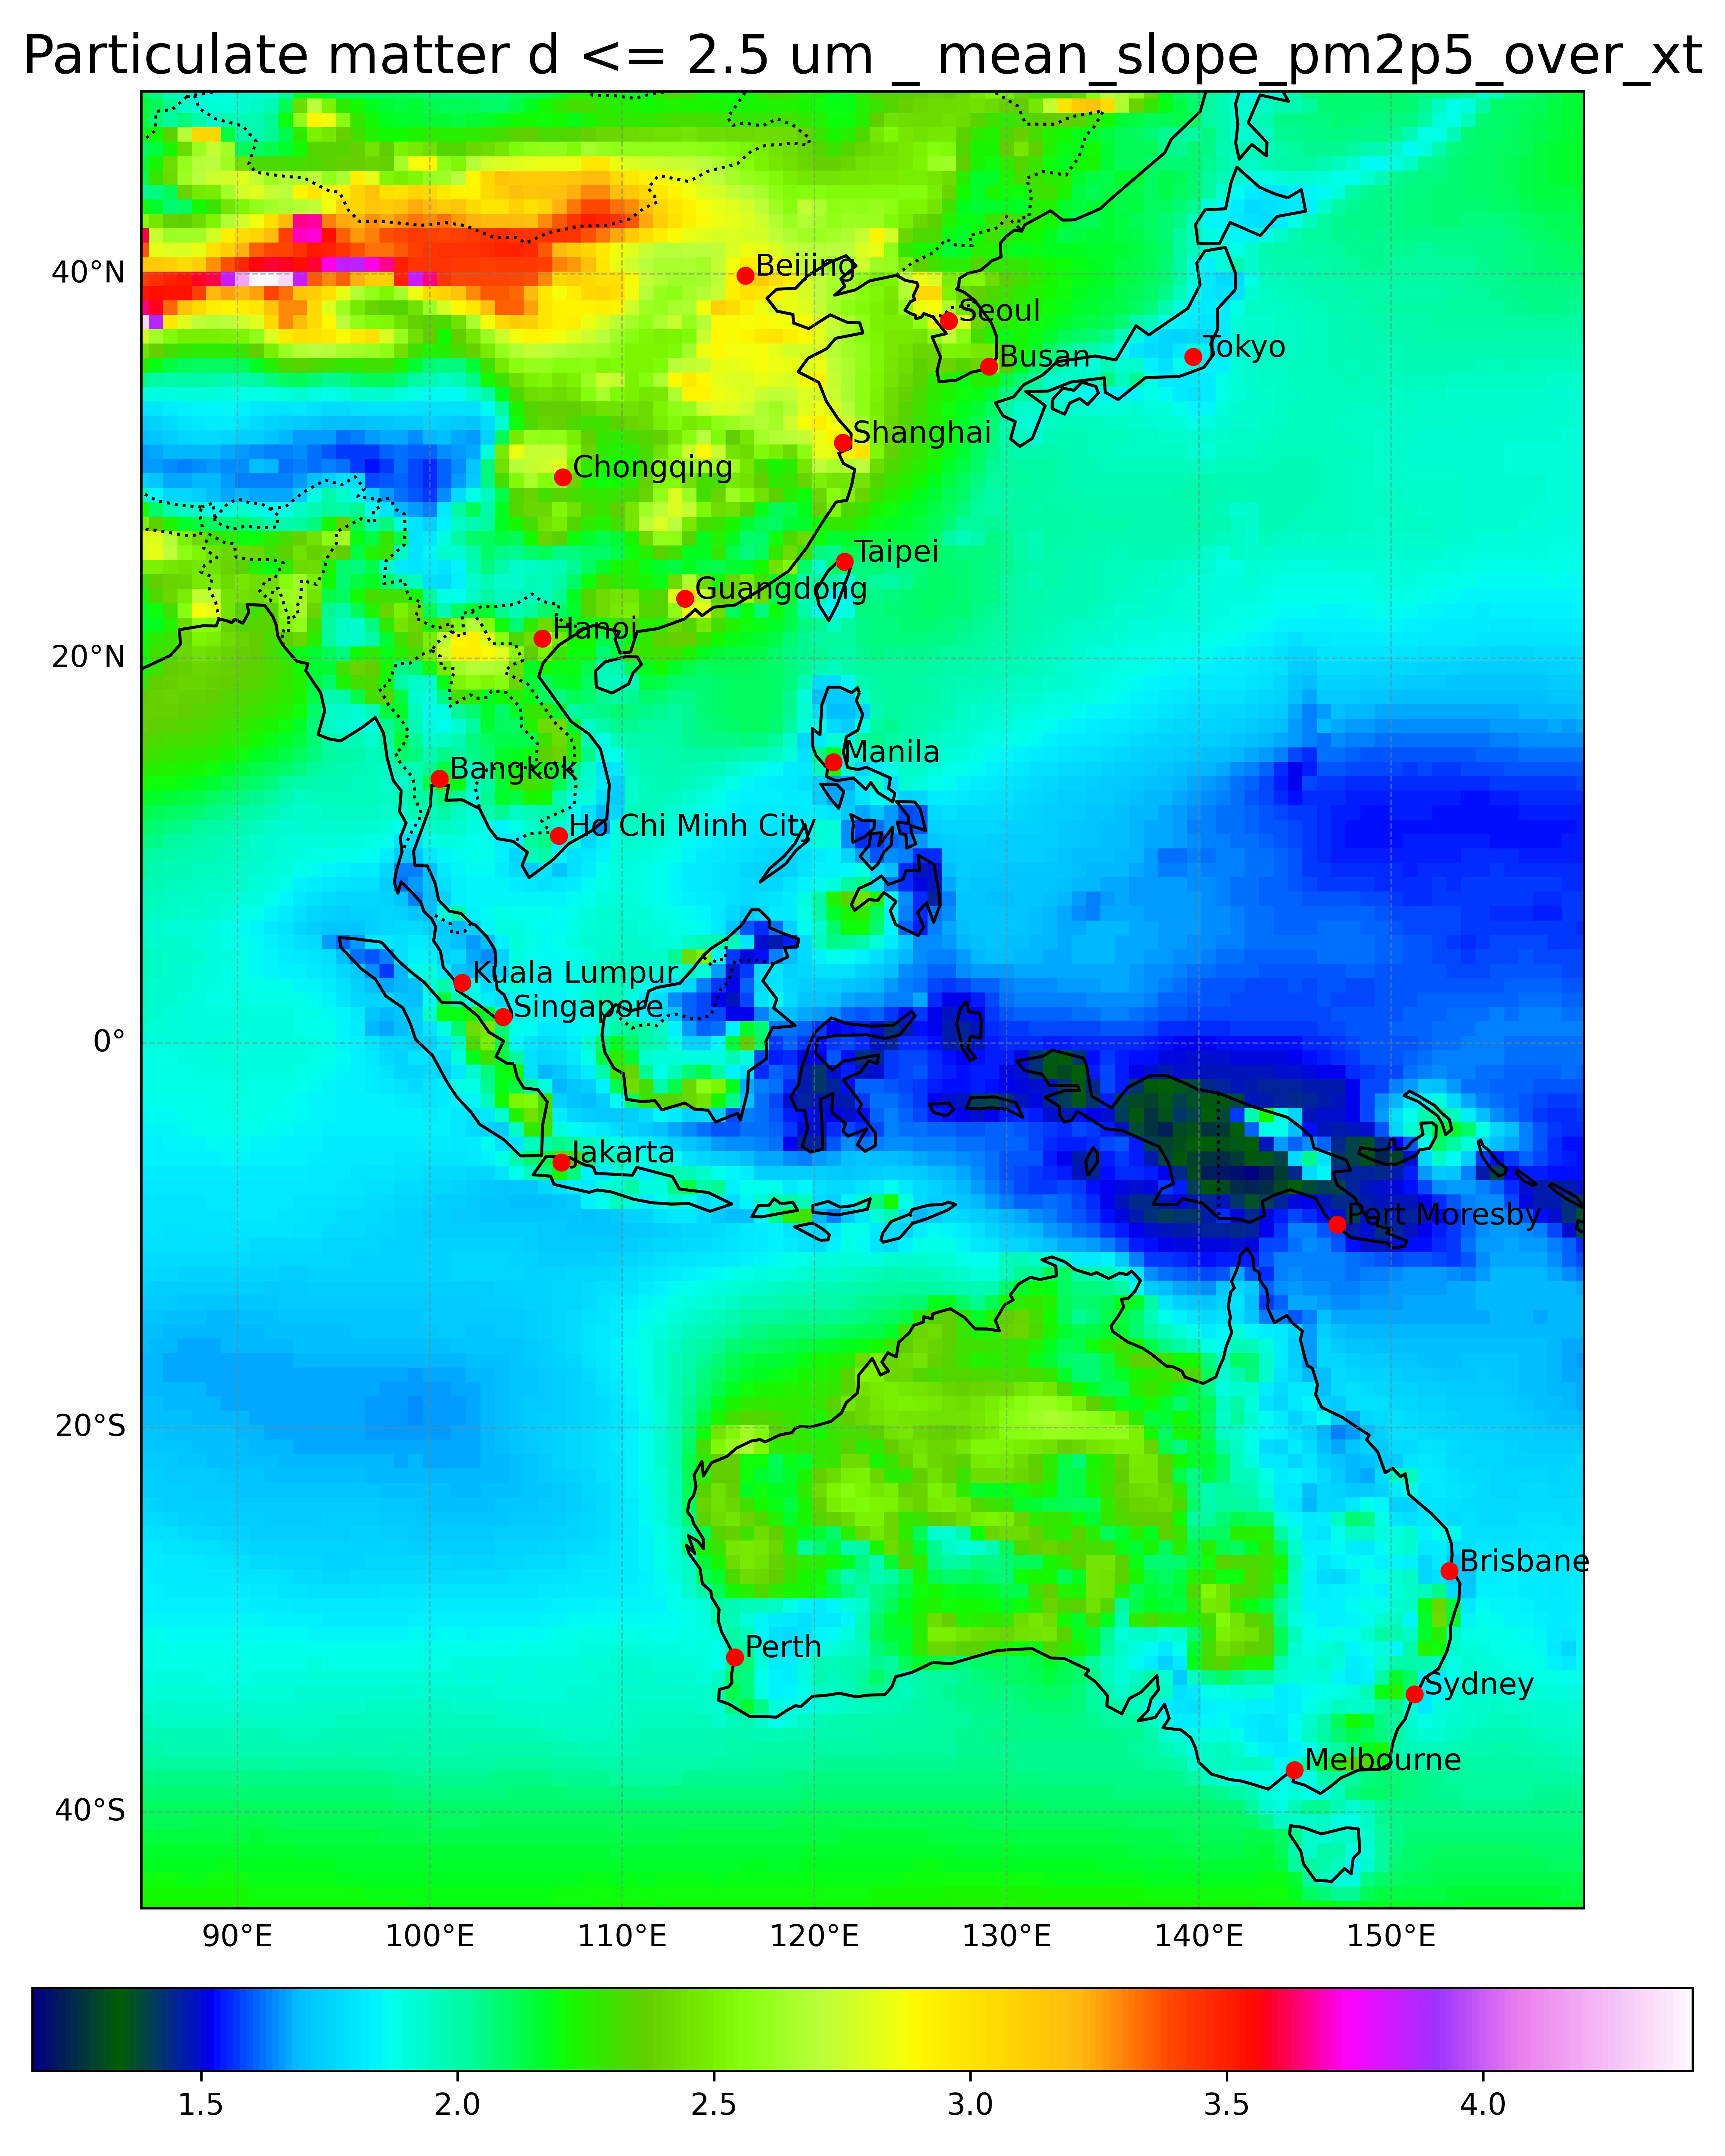 Particulate matter d <= 2.5 um _ mean_slope_pm2p5_over_xt
40°N
20°N
0°
20°S
40°S
Beijing
Seoul
Busan
Tokyo
Shanghai
Chongqing
Taipei
Guangdong
Hanoi
Manila
Bangkok
Ho Chi Minh City
Kuala Lumpur
Singapore
Jakarta
Port Moresby
Brisbane
Perth
Sydney
Melbourne
90°E 100°E 110°E 120°E 130°E 140°E 150°E
1.5 2.0 2.5 3.0 3.5 4.0